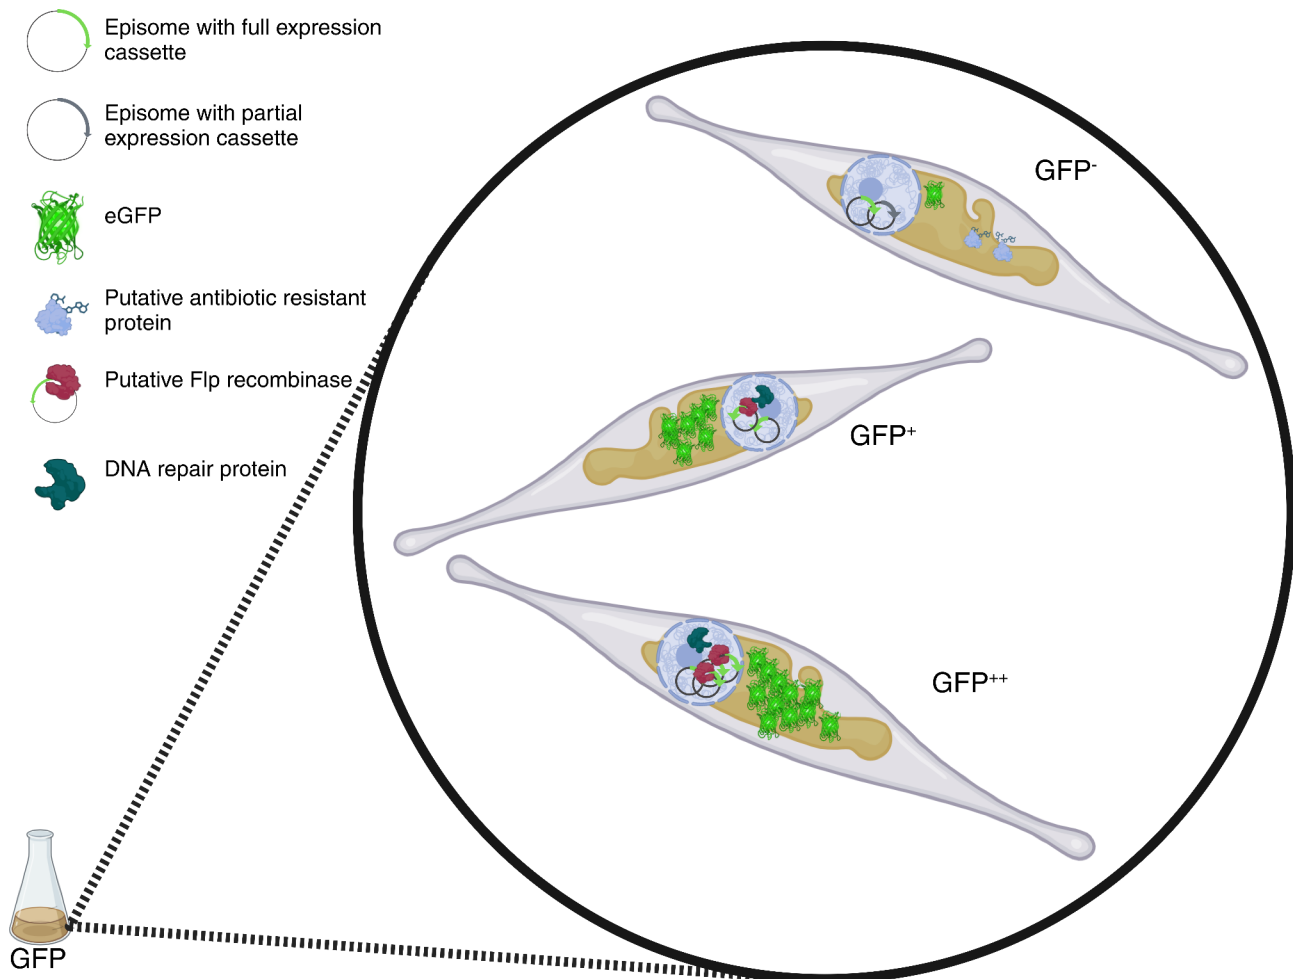 Episome with full expression
cassette
Episome with partial
expression cassette
eGFP
Putative antibiotic resistant
protein
Putative Flp recombinase
DNA repair protein
GFP-
GFP+
GFP++
GFP